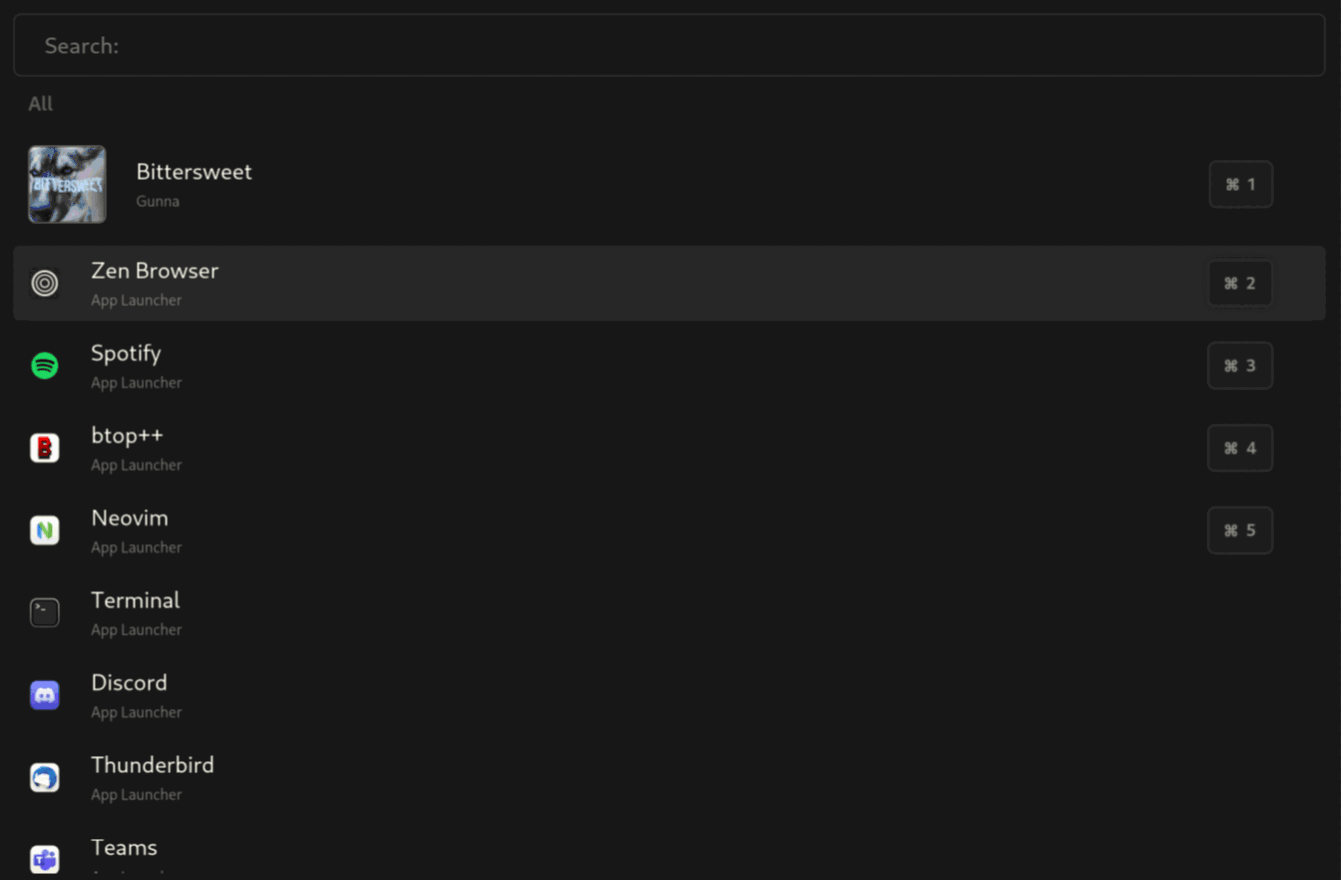 Search:
All
BITTERSWEET
Bittersweet
Gunna
⌘ 1
Zen Browser
App Launcher
⌘ 2
Spotify
App Launcher
⌘ 3
B
btop++
App Launcher
⌘ 4
N
Neovim
App Launcher
⌘ 5
>-
Terminal
App Launcher
Discord
App Launcher
Thunderbird
App Launcher
T
Teams